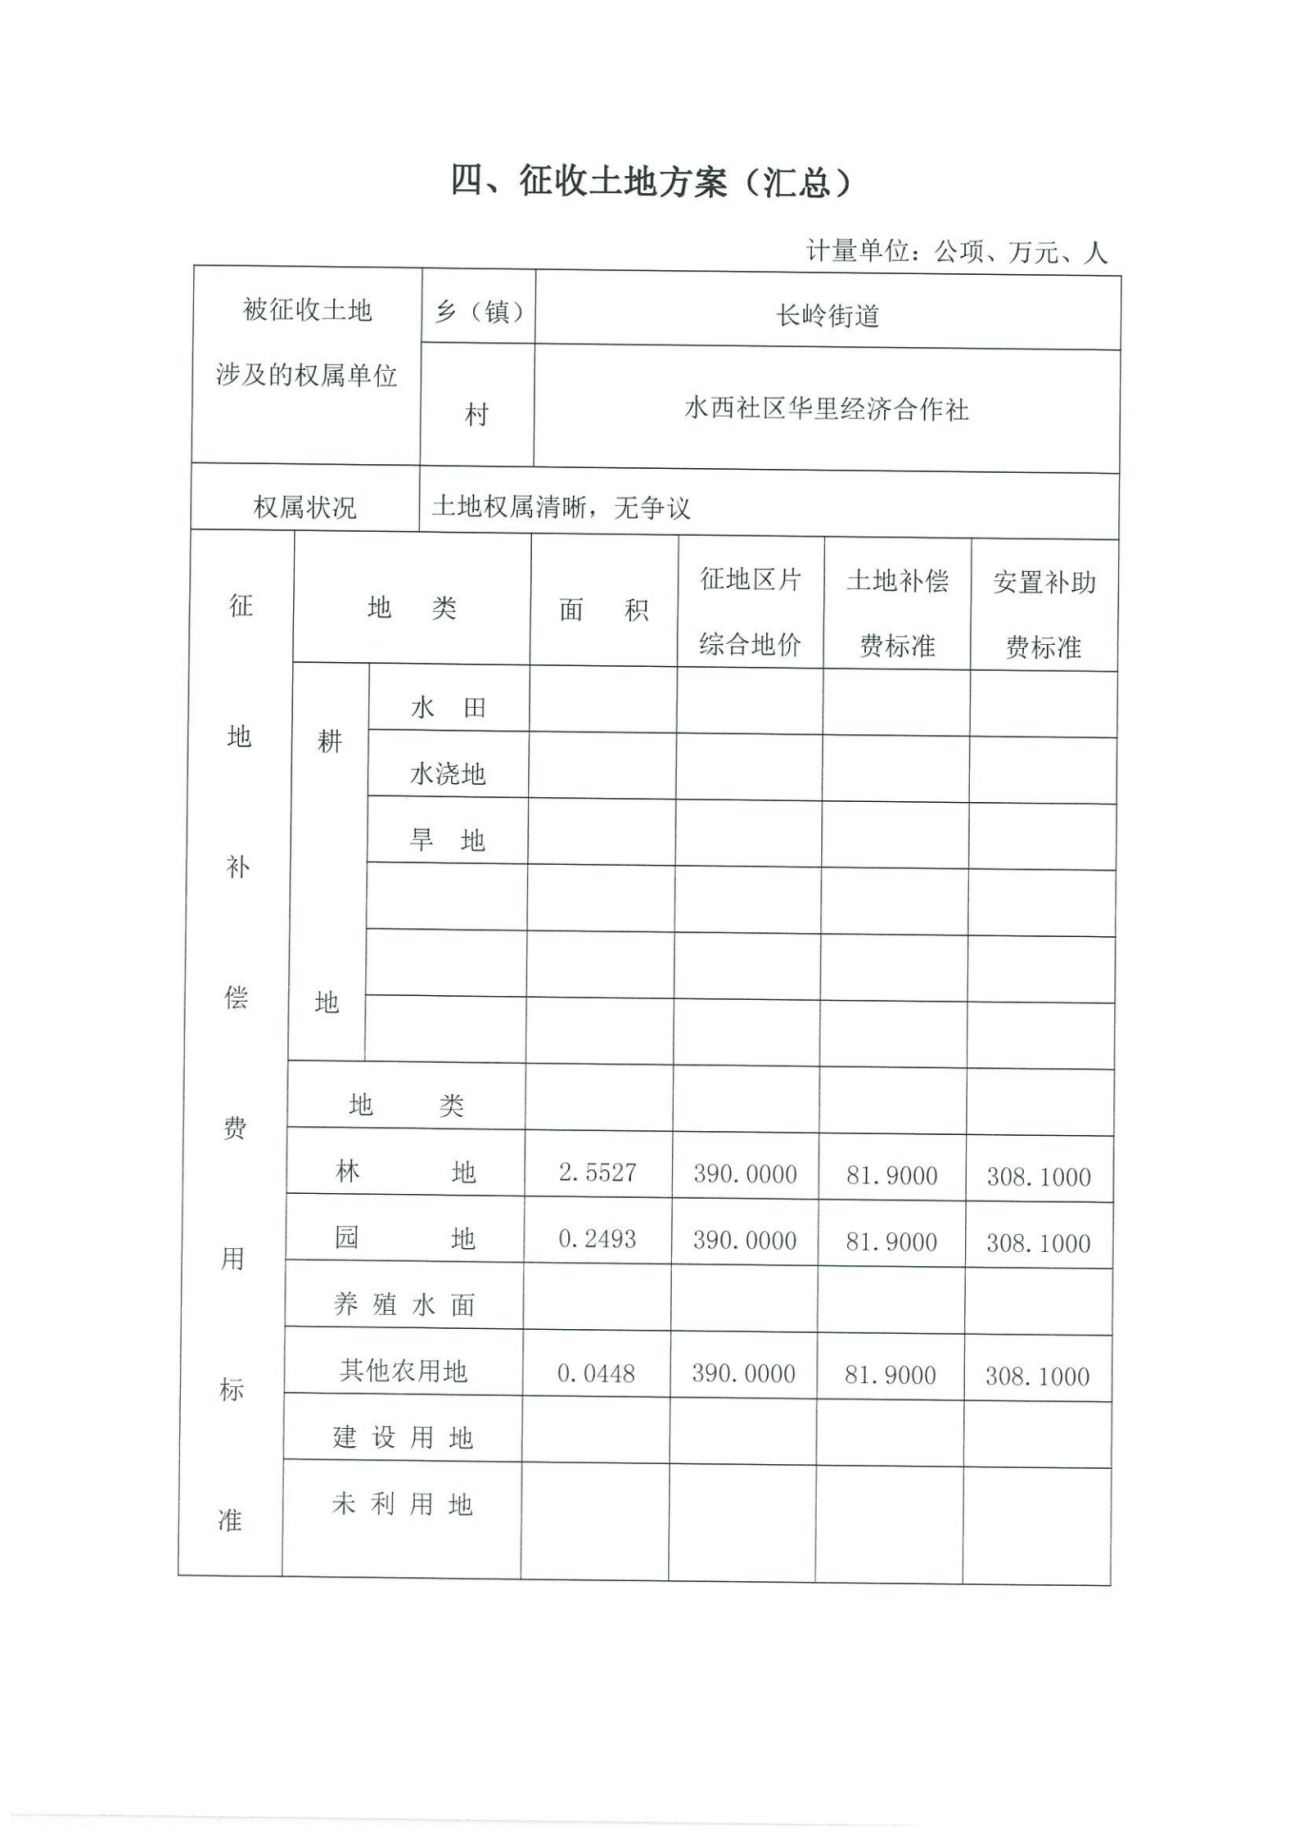 四、征收土地方案（汇总）
计量单位：公项、万元、人
被征收土地
涉及的权属单位
乡（镇）
长岭街道
村
水西社区华里经济合作社
权属状况
土地权属清晰，无争议
征地补偿费用标准
地 类
面 积
征地区片
综合地价
土地补偿
费标准
安置补助
费标准
耕地
水 田
水浇地
旱 地
地 类
林 地 2.5527 390.0000 81.9000 308.1000
园 地 0.2493 390.0000 81.9000 308.1000
养 殖 水 面
其他农用地 0.0448 390.0000 81.9000 308.1000
建 设 用 地
未 利 用 地